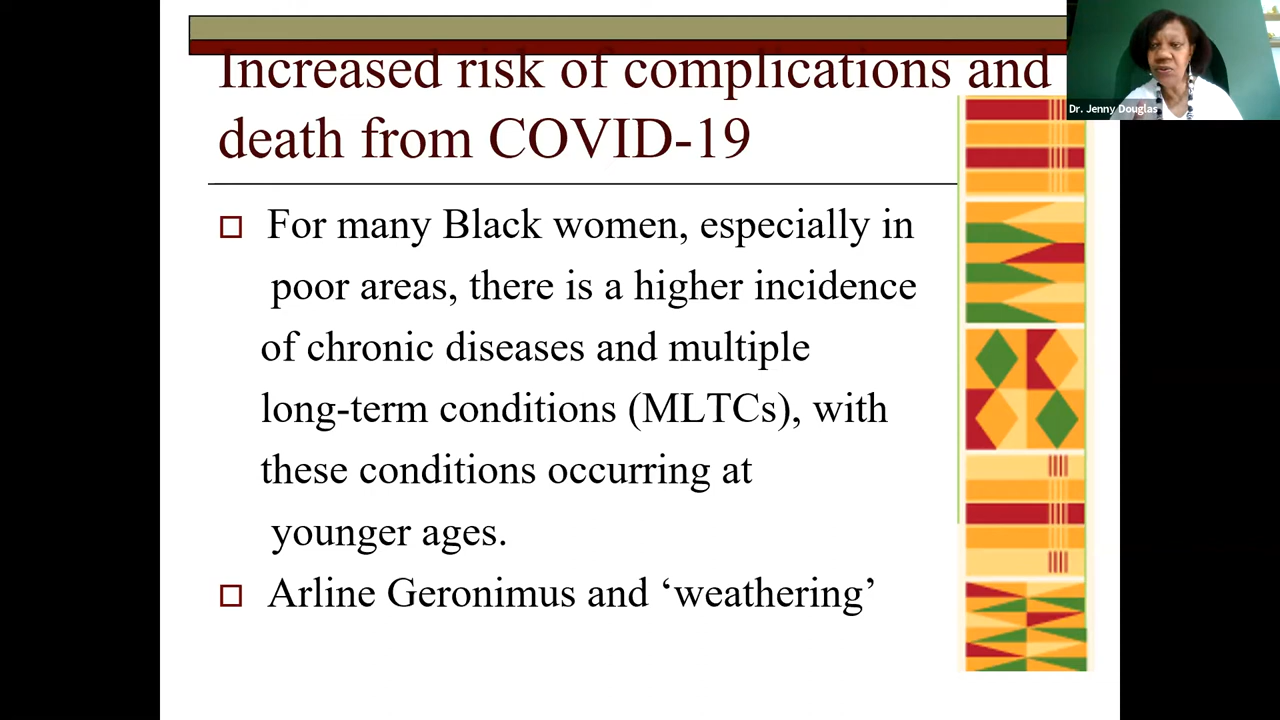 Increased risk of complications and
death from COVID-19
Dr. Jenny Douglas
For many Black women, especially in
poor areas, there is a higher incidence
of chronic diseases and multiple
long-term conditions (MLTCs), with
these conditions occurring at
younger ages.
Arline Geronimus and ‘weathering’